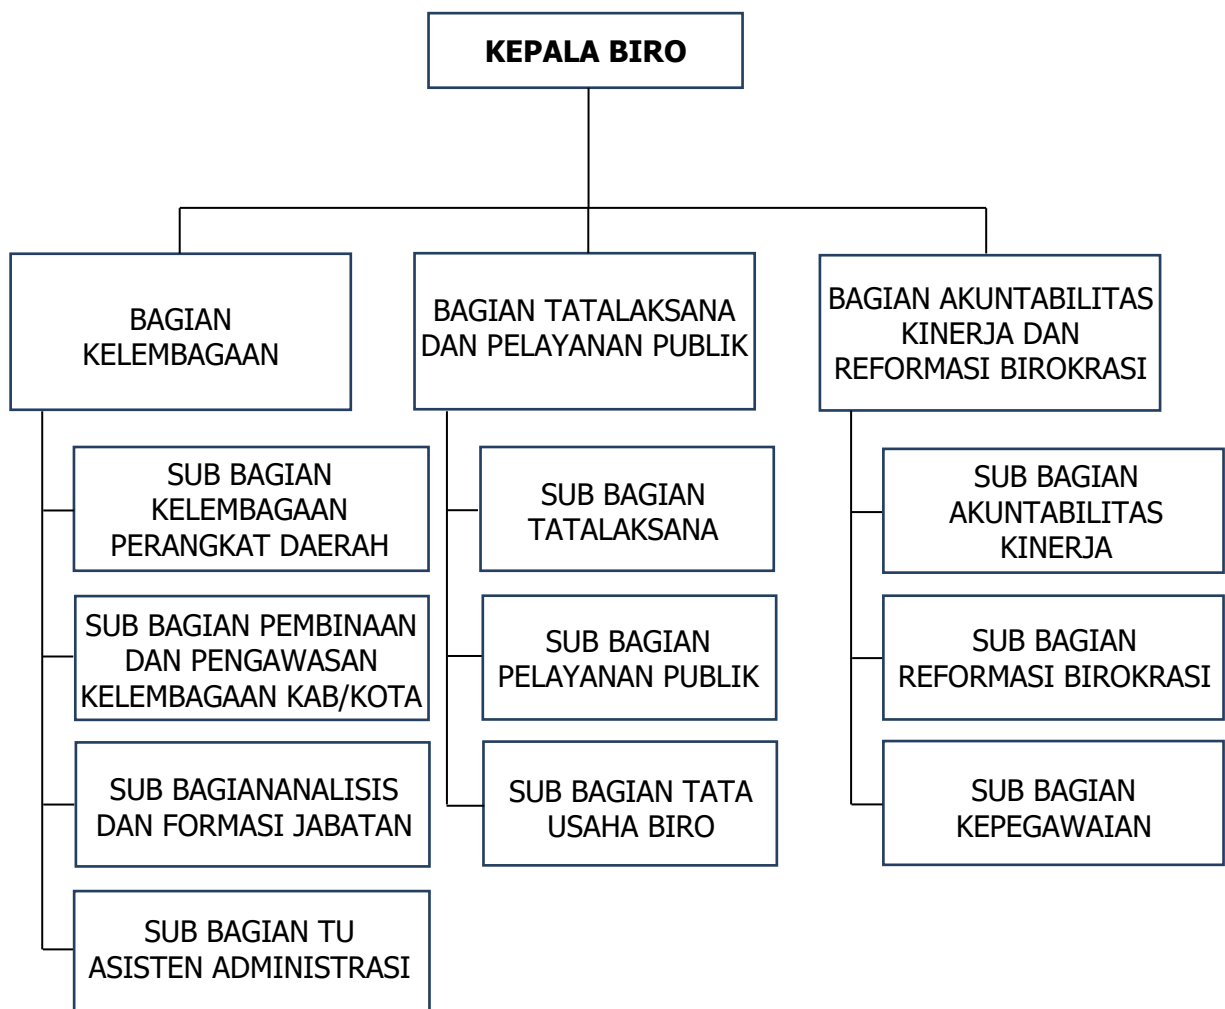 KEPALA BIRO
BAGIAN
KELEMBAGAAN
BAGIAN TATALAKSANA
DAN PELAYANAN PUBLIK
BAGIAN AKUNTABILITAS
KINERJA DAN
REFORMASI BIROKRASI
SUB BAGIAN
KELEMBAGAAN
PERANGKAT DAERAH
SUB BAGIAN PEMBINAAN
DAN PENGAWASAN
KELEMBAGAAN KAB/KOTA
SUB BAGIANANALISIS
DAN FORMASI JABATAN
SUB BAGIAN TU
ASISTEN ADMINISTRASI
SUB BAGIAN
TATALAKSANA
SUB BAGIAN
PELAYANAN PUBLIK
SUB BAGIAN TATA
USAHA BIRO
SUB BAGIAN
AKUNTABILITAS
KINERJA
SUB BAGIAN
REFORMASI BIROKRASI
SUB BAGIAN
KEPEGAWAIAN